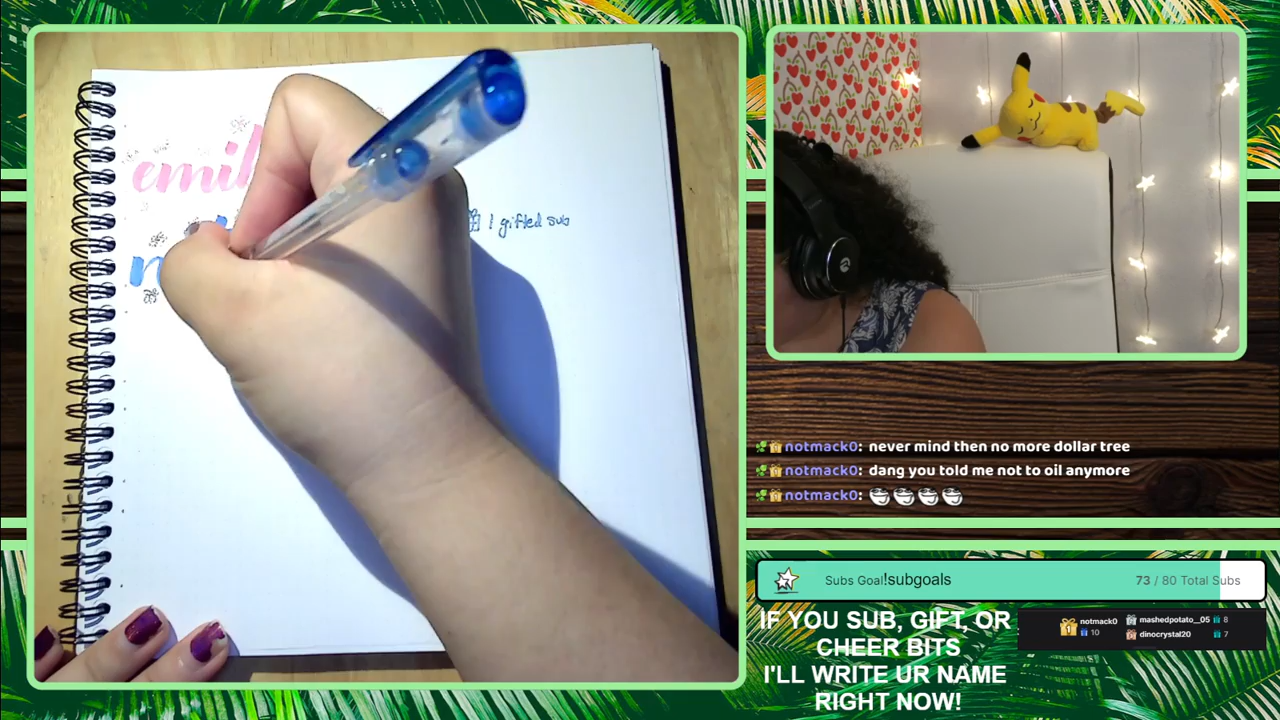 emil
n
1 gifted sub
notmack0: never mind then no more dollar tree
notmack0: dang you told me not to oil anymore
notmack0:
Subs Goal !subgoals 73 / 80 Total Subs
IF YOU SUB, GIFT, OR
CHEER BITS
I'LL WRITE UR NAME
RIGHT NOW!
1 notmack0 10
mashedpotato__05 8
dinocrystal20 7